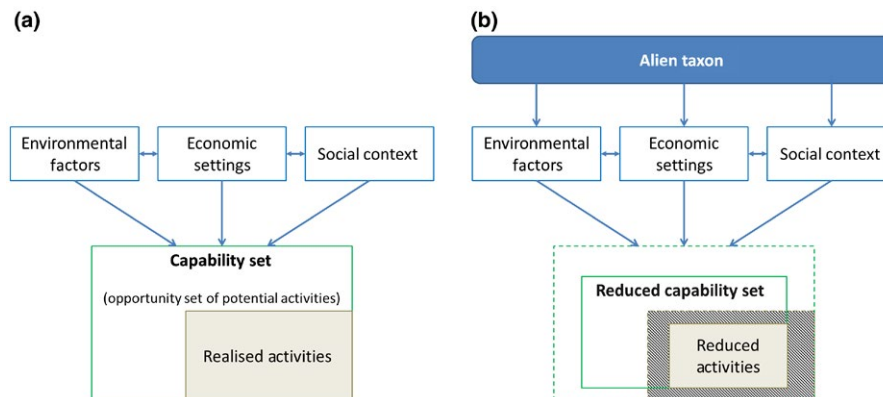 (a)
Environmental
factors
Economic
settings
Social context
Capability set
(opportunity set of potential activities)
Realised activities
(b)
Alien taxon
Environmental
factors
Economic
settings
Social context
Reduced capability set
Reduced
activities